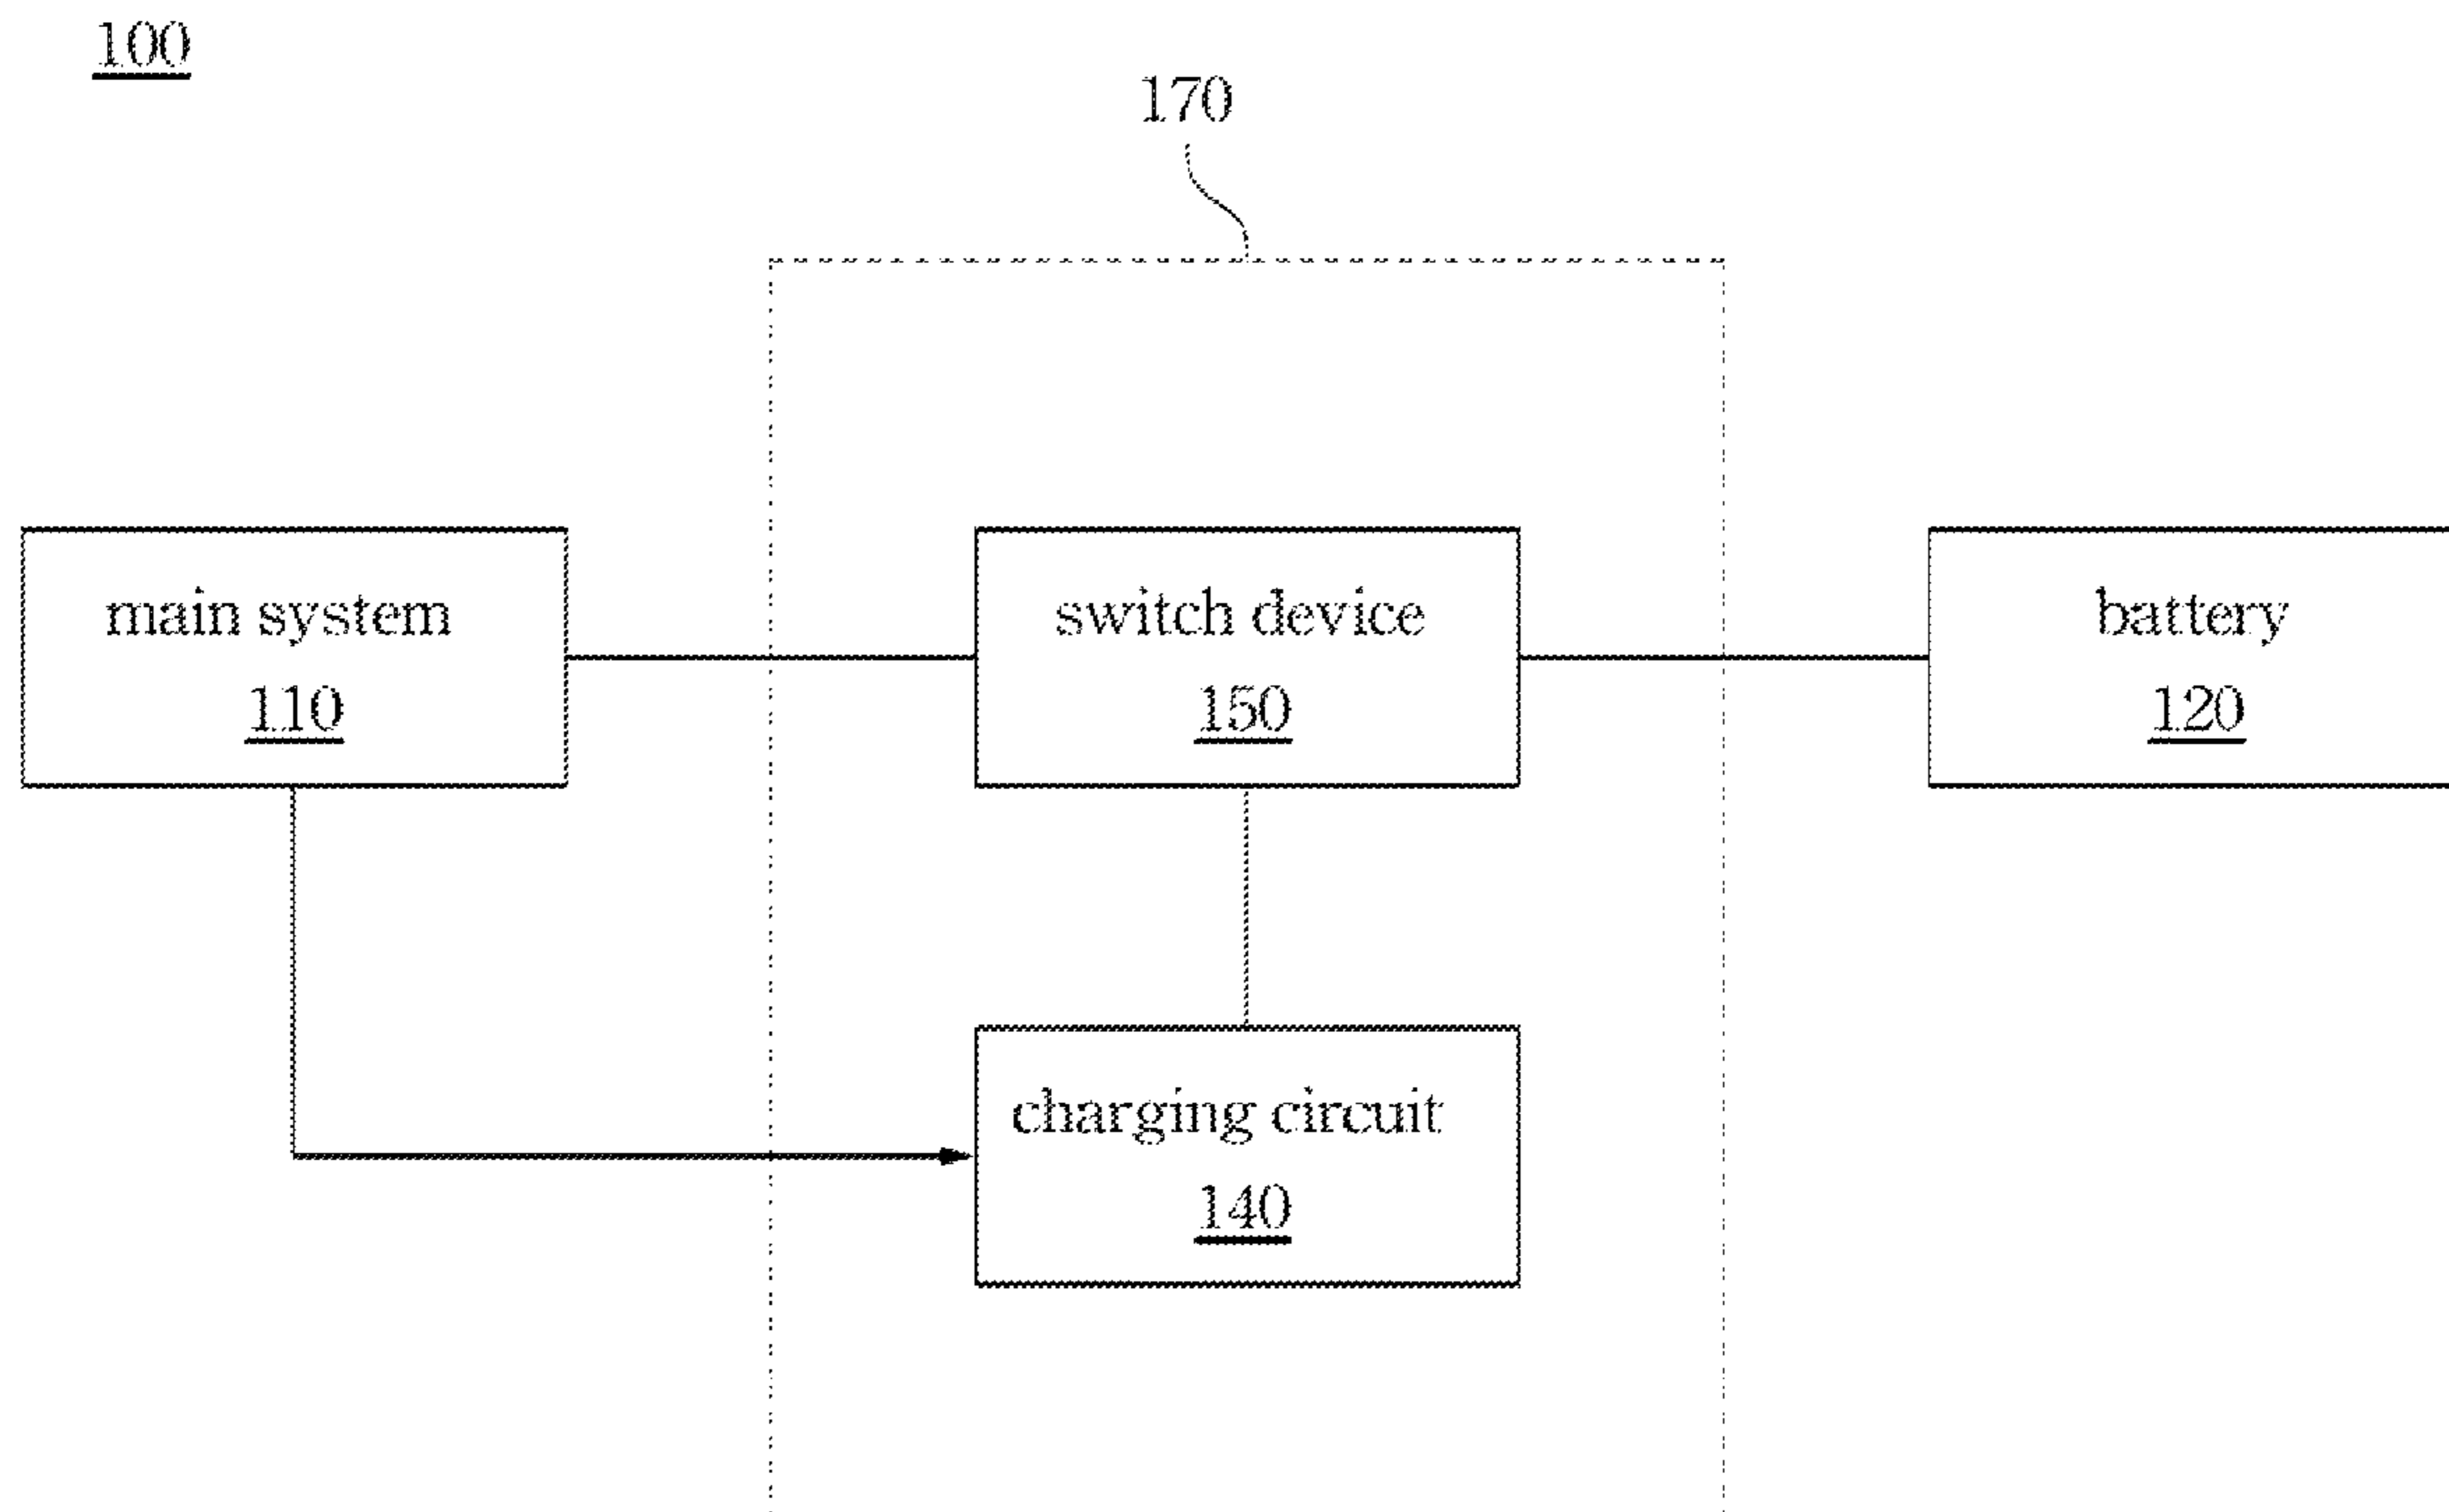 100
170
main system
110
switch device
150
battery
120
charging circuit
140